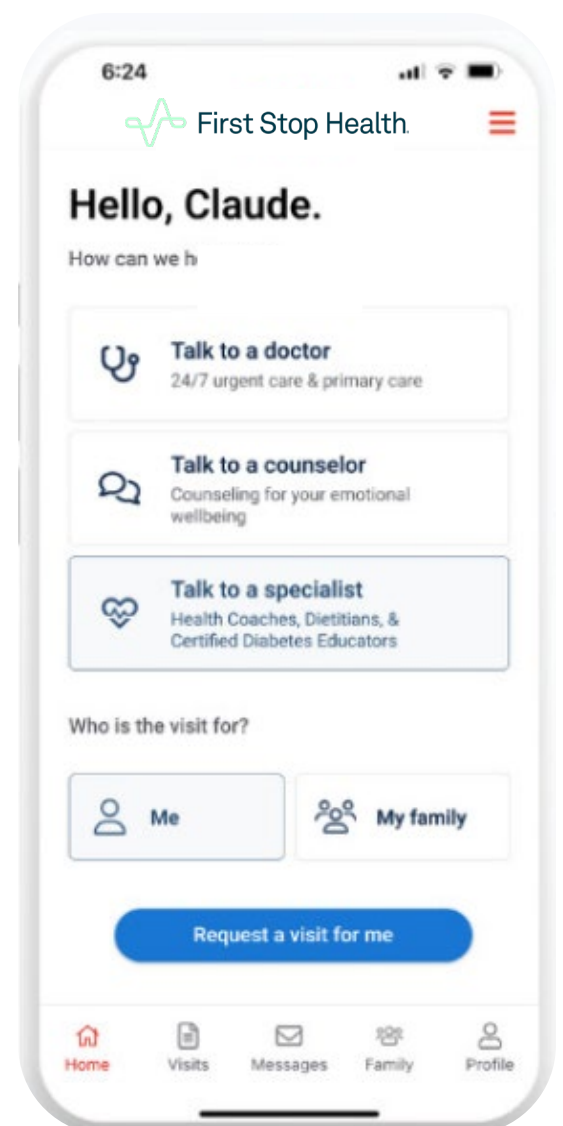 6:24
First Stop Health.
Hello, Claude.
How can we h
Talk to a doctor
24/7 urgent care & primary care
Talk to a counselor
Counseling for your emotional
wellbeing
Talk to a specialist
Health Coaches, Dietitians, &
Certified Diabetes Educators
Who is the visit for?
Me
My family
Request a visit for me
Home
Visits
Messages
Family
Profile